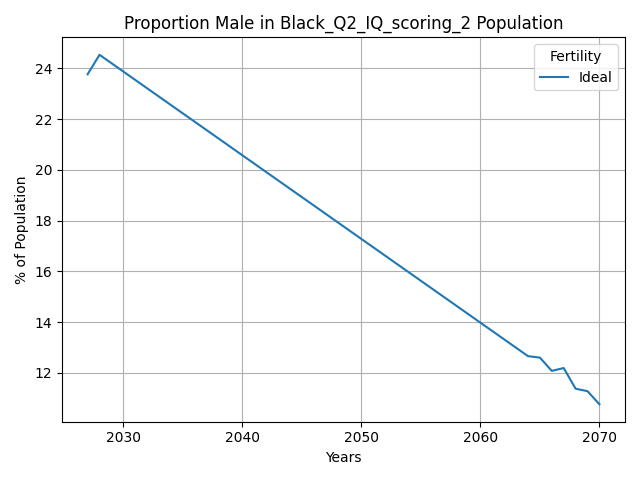 Proportion Male in Black_Q2_IQ_scoring_2 Population
Fertility
Ideal
% of Population
24
22
20
18
16
14
12
2030 2040 2050 2060 2070
Years